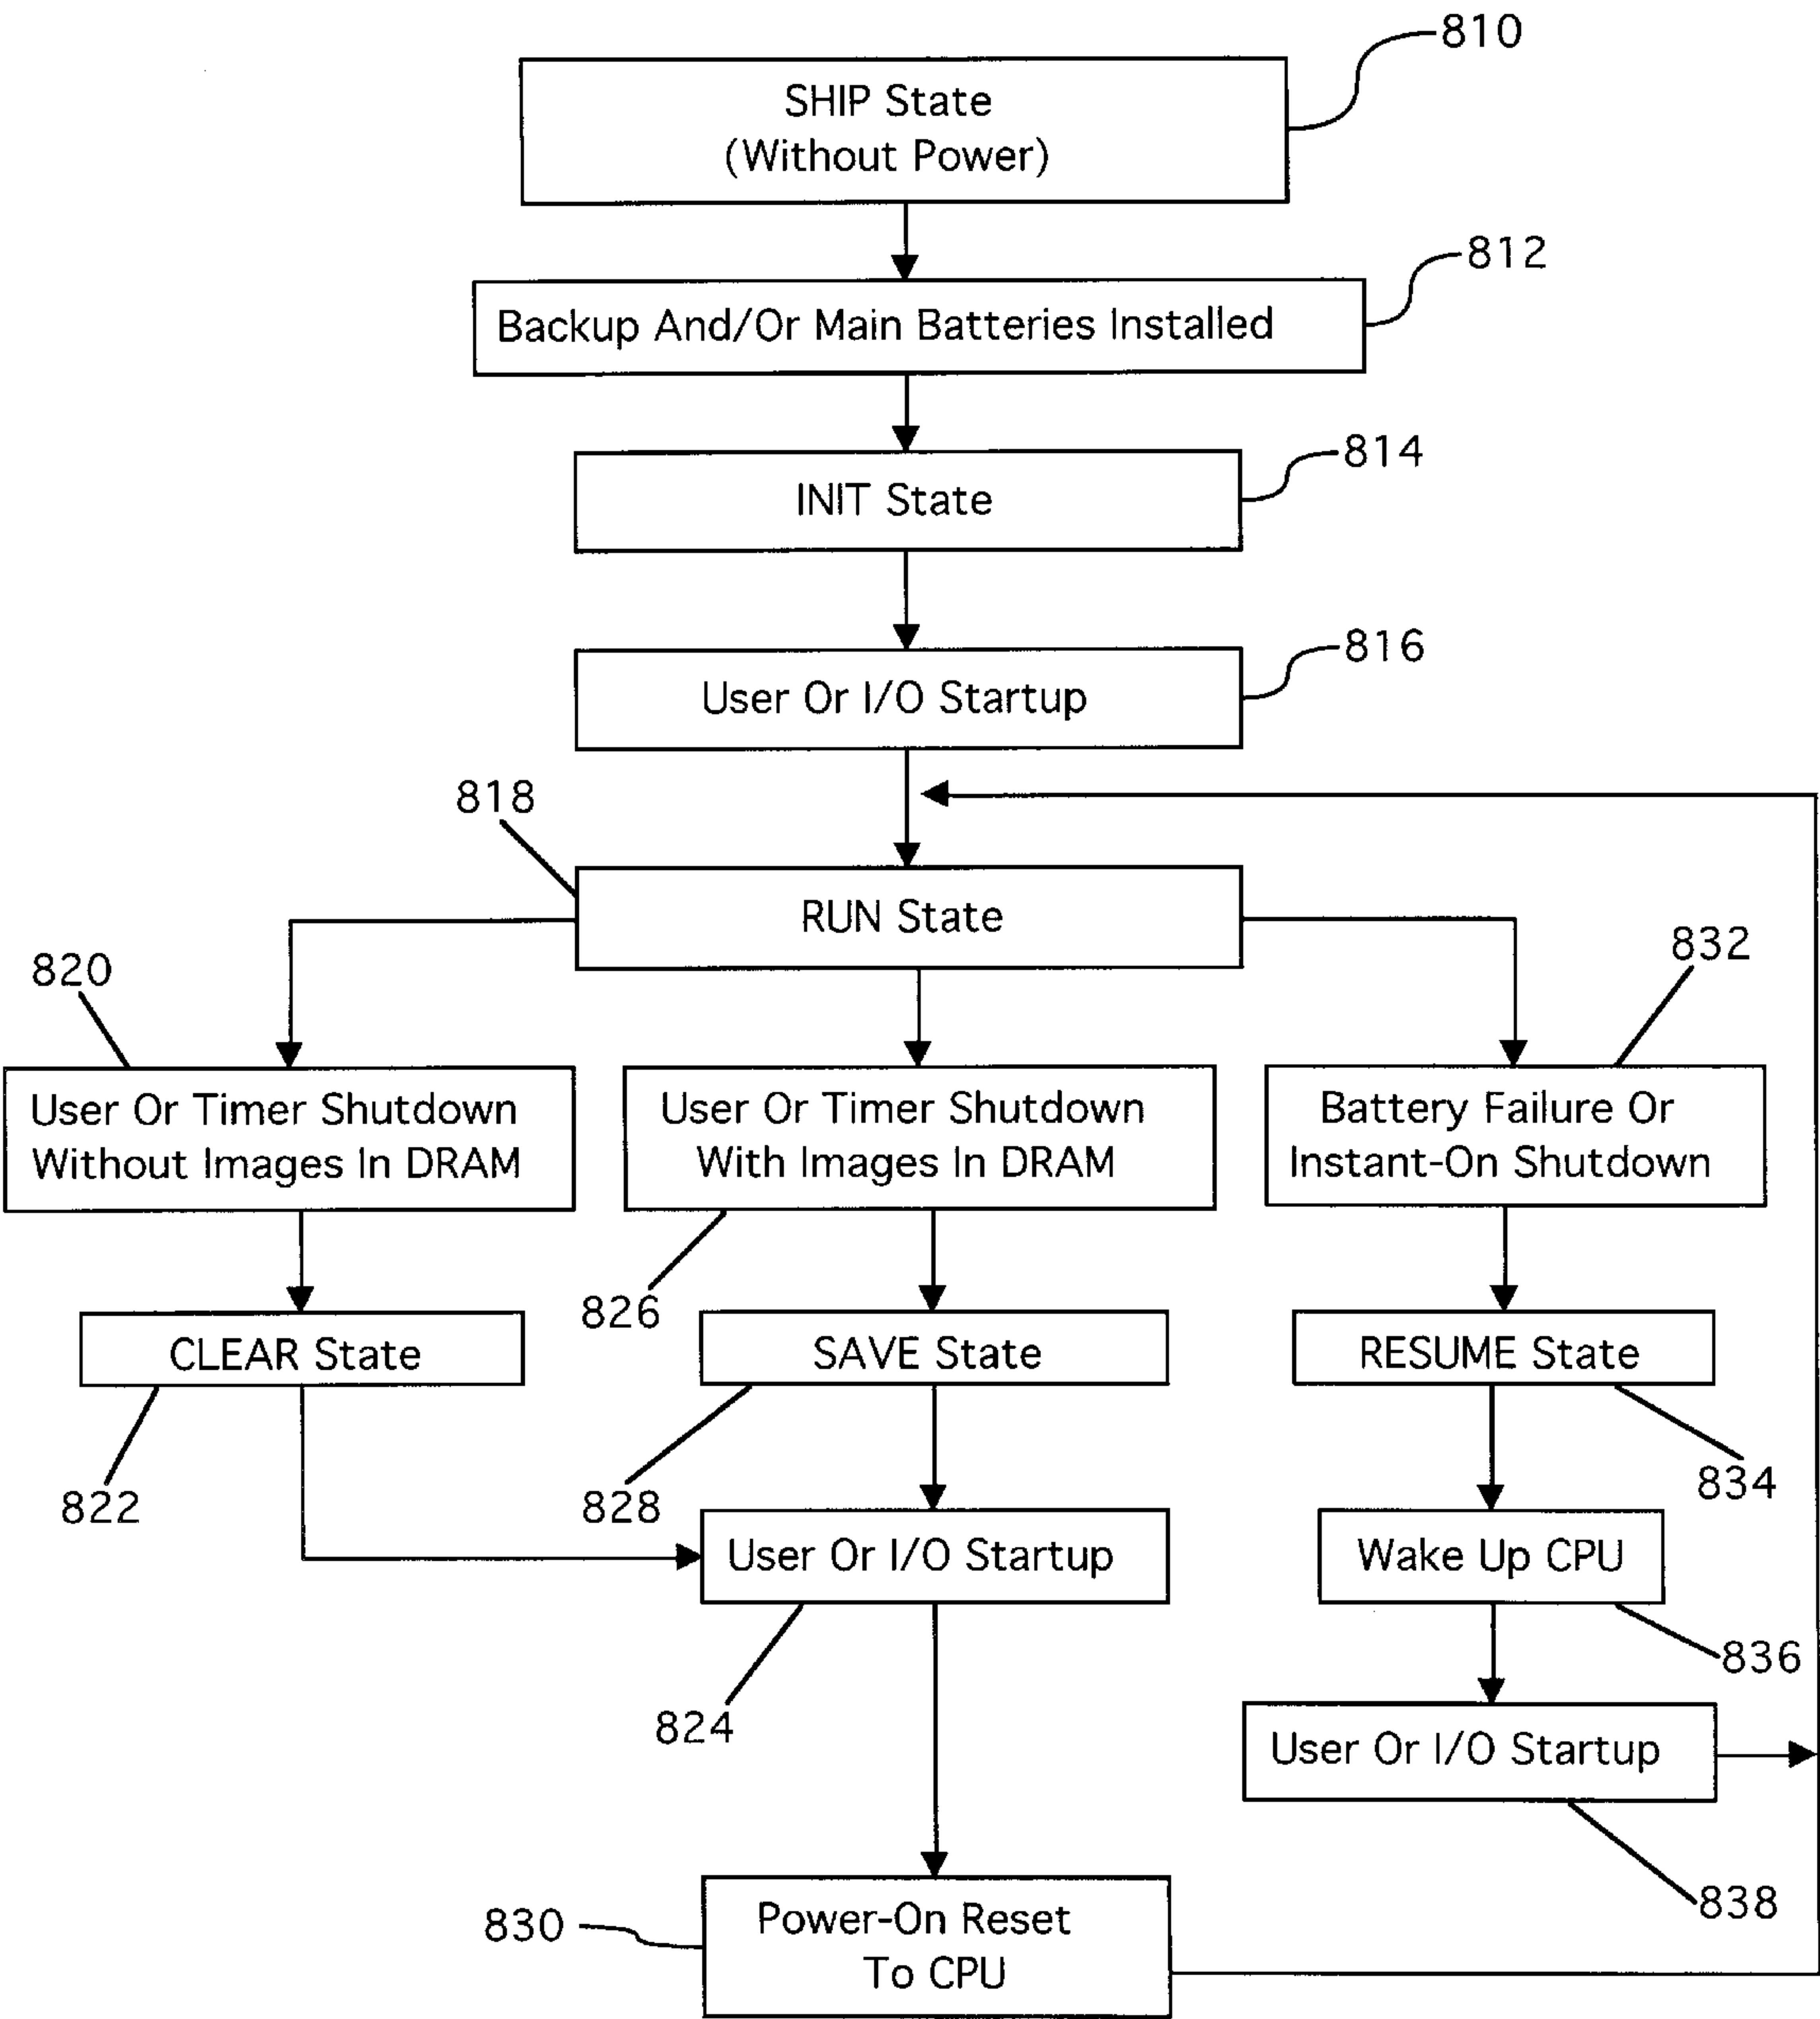 810
SHIP State
(Without Power)
812
Backup And/Or Main Batteries Installed
814
INIT State
816
User Or I/O Startup
818
RUN State
820
832
User Or Timer Shutdown
Without Images In DRAM
User Or Timer Shutdown
With Images In DRAM
Battery Failure Or
Instant-On Shutdown
826
CLEAR State
SAVE State
RESUME State
822
828
834
User Or I/O Startup
Wake Up CPU
824
836
User Or I/O Startup
838
830
Power-On Reset
To CPU